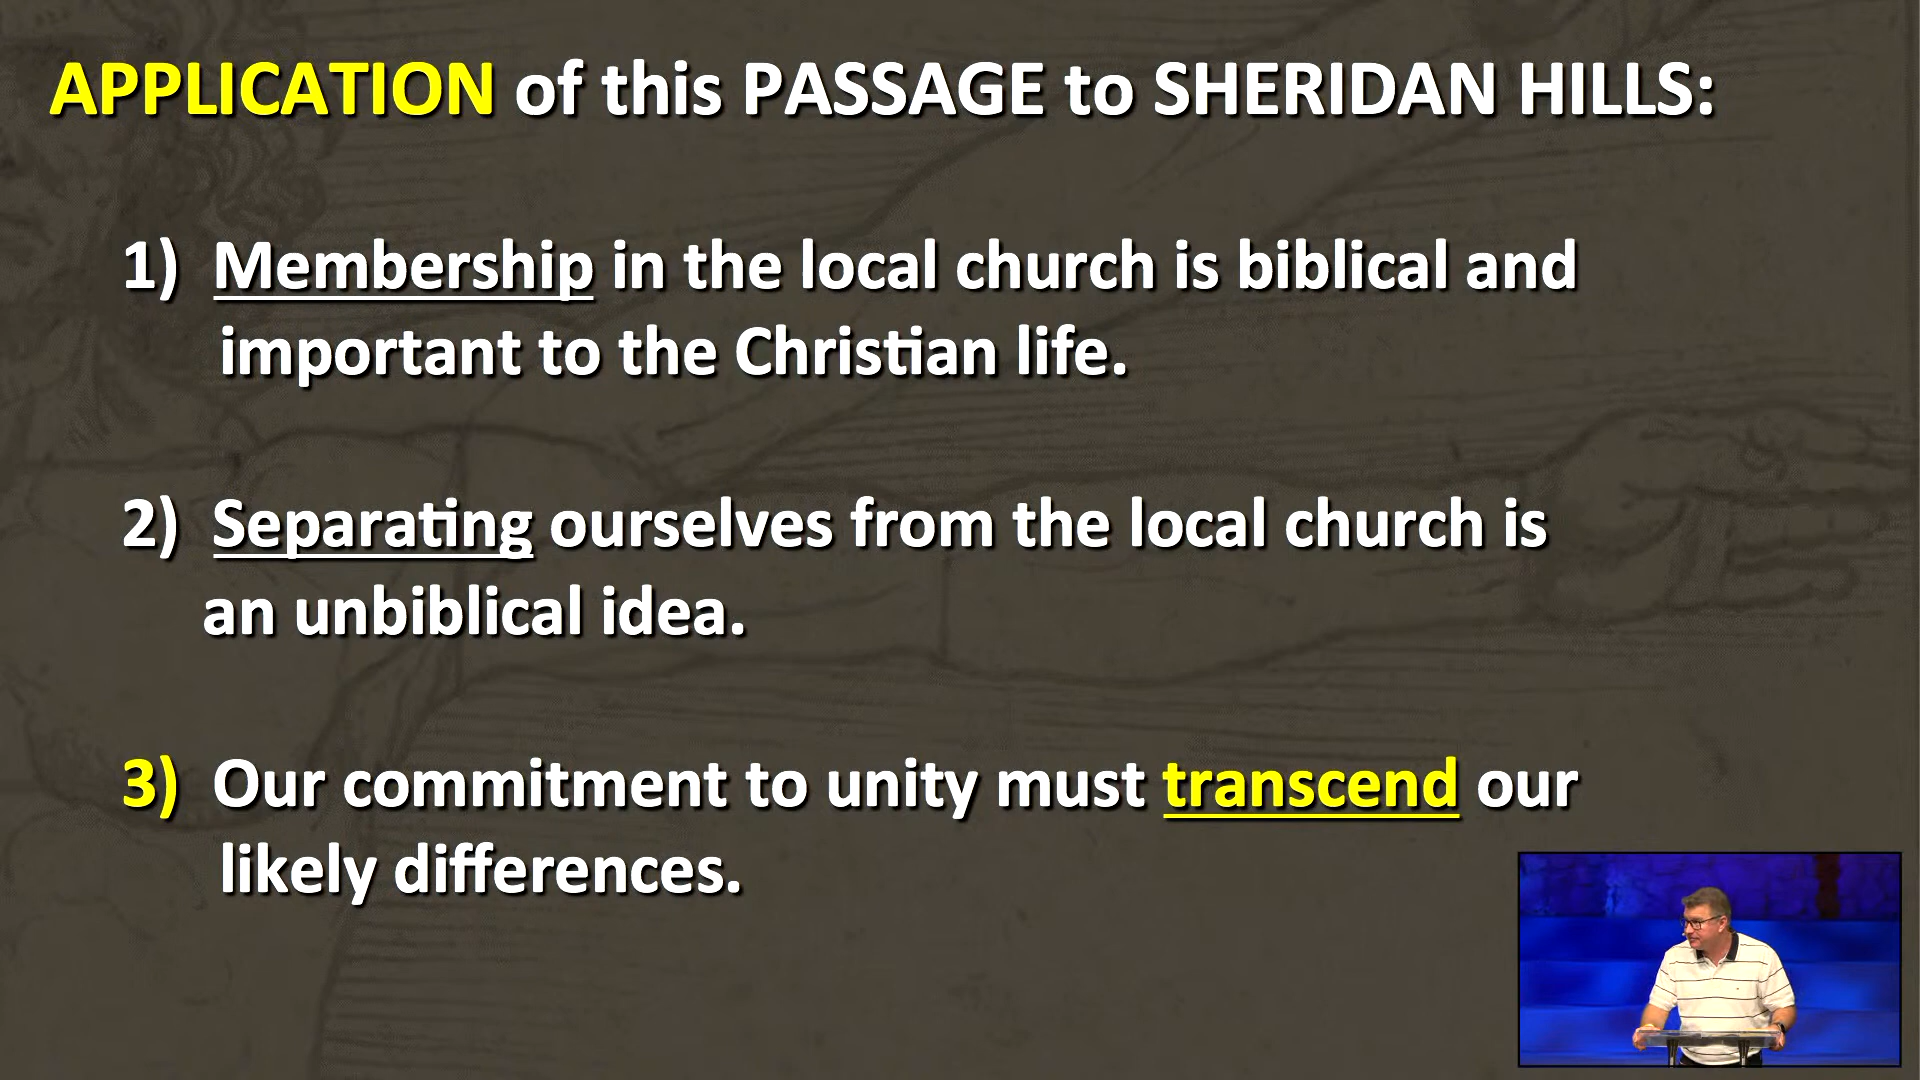 APPLICATION of this PASSAGE to SHERIDAN HILLS:
1) Membership in the local church is biblical and
important to the Christian life.
2) Separating ourselves from the local church is
an unbiblical idea.
3) Our commitment to unity must transcend our
likely differences.